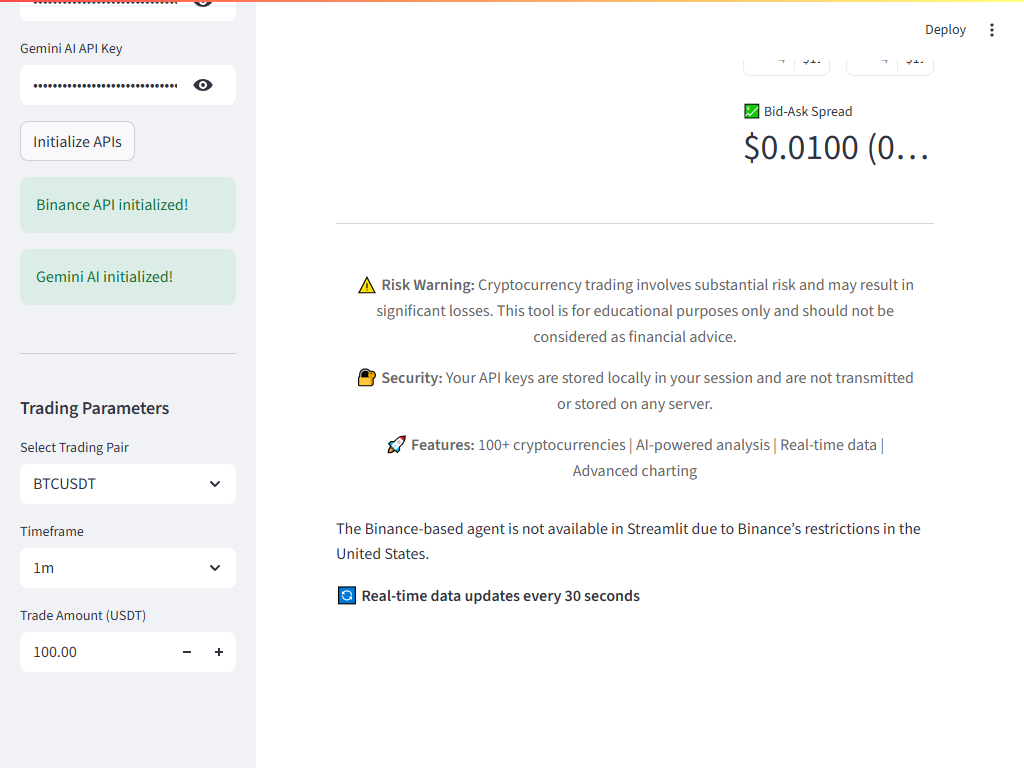 Gemini AI API Key
Initialize APIs
Binance API initialized!
Gemini AI initialized!
Trading Parameters
Select Trading Pair
BTCUSDT
Timeframe
1m
Trade Amount (USDT)
100.00
Deploy
Bid-Ask Spread
$0.0100 (0…
⚠️ Risk Warning: Cryptocurrency trading involves substantial risk and may result in
significant losses. This tool is for educational purposes only and should not be
considered as financial advice.
🔐 Security: Your API keys are stored locally in your session and are not transmitted
or stored on any server.
🚀 Features: 100+ cryptocurrencies | AI-powered analysis | Real-time data |
Advanced charting
The Binance-based agent is not available in Streamlit due to Binance’s restrictions in the
United States.
🔄 Real-time data updates every 30 seconds